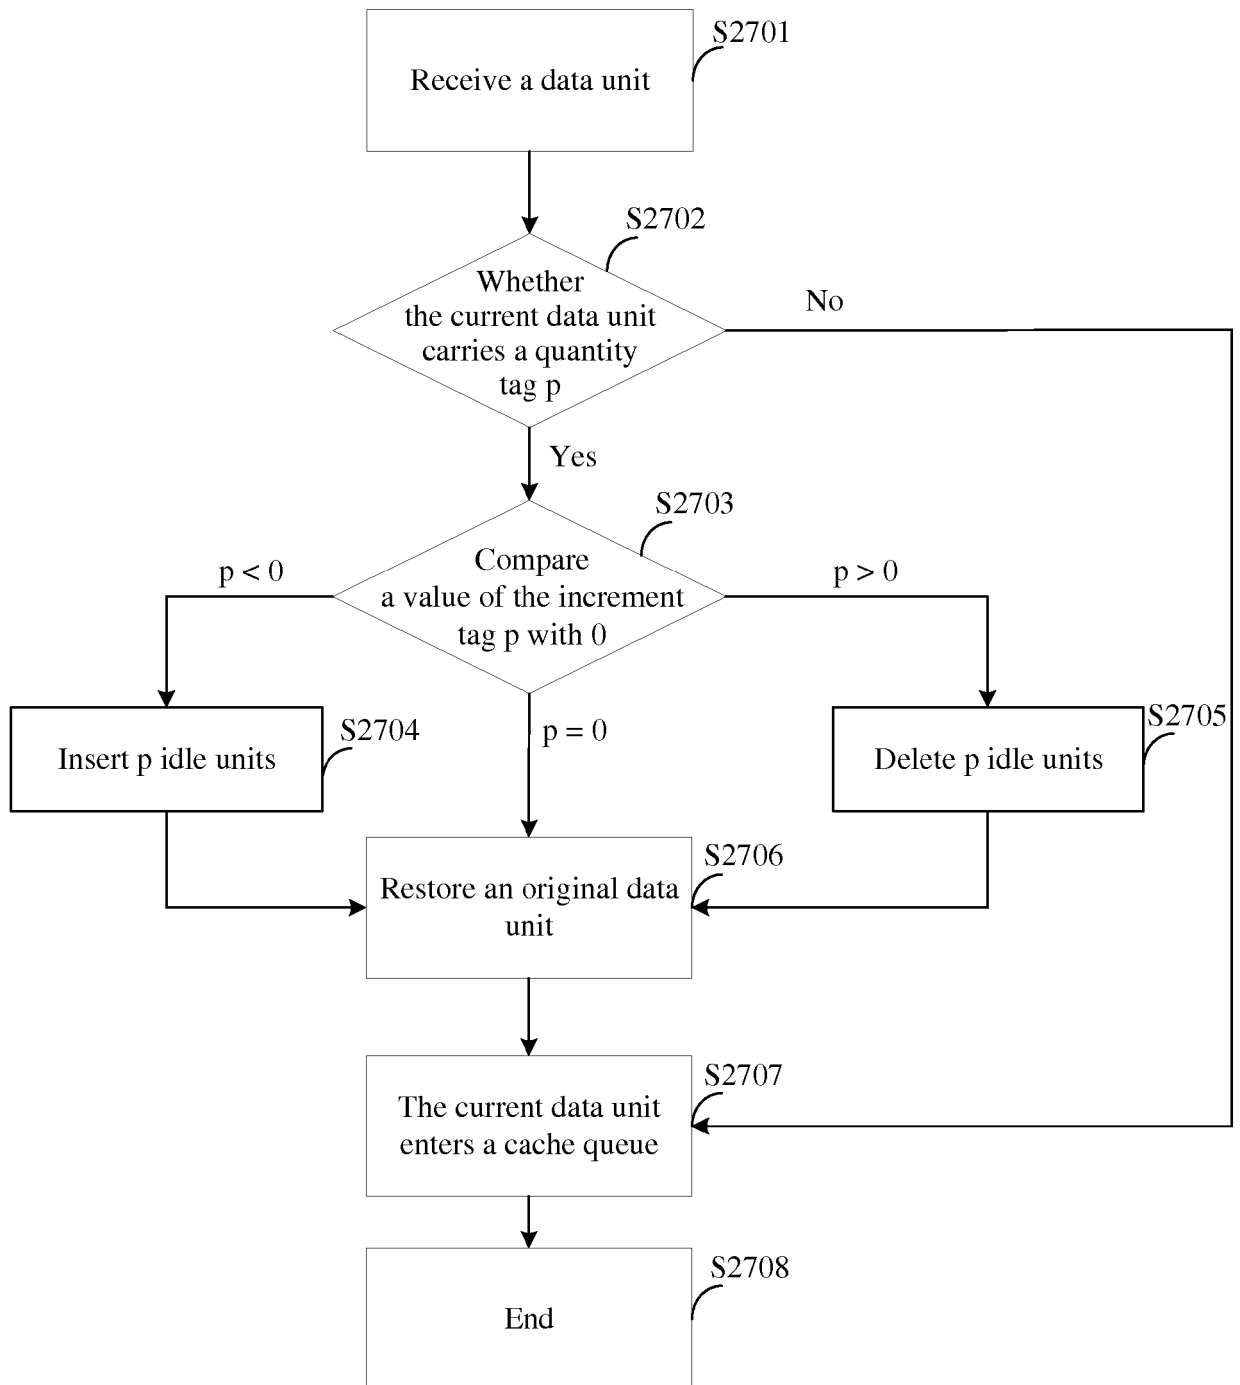 S2701
Receive a data unit
S2702
Whether
the current data unit
carries a quantity
tag p
No
Yes
S2703
Compare
a value of the increment
tag p with 0
p < 0
p > 0
p = 0
S2704
Insert p idle units
S2705
Delete p idle units
S2706
Restore an original data
unit
S2707
The current data unit
enters a cache queue
S2708
End